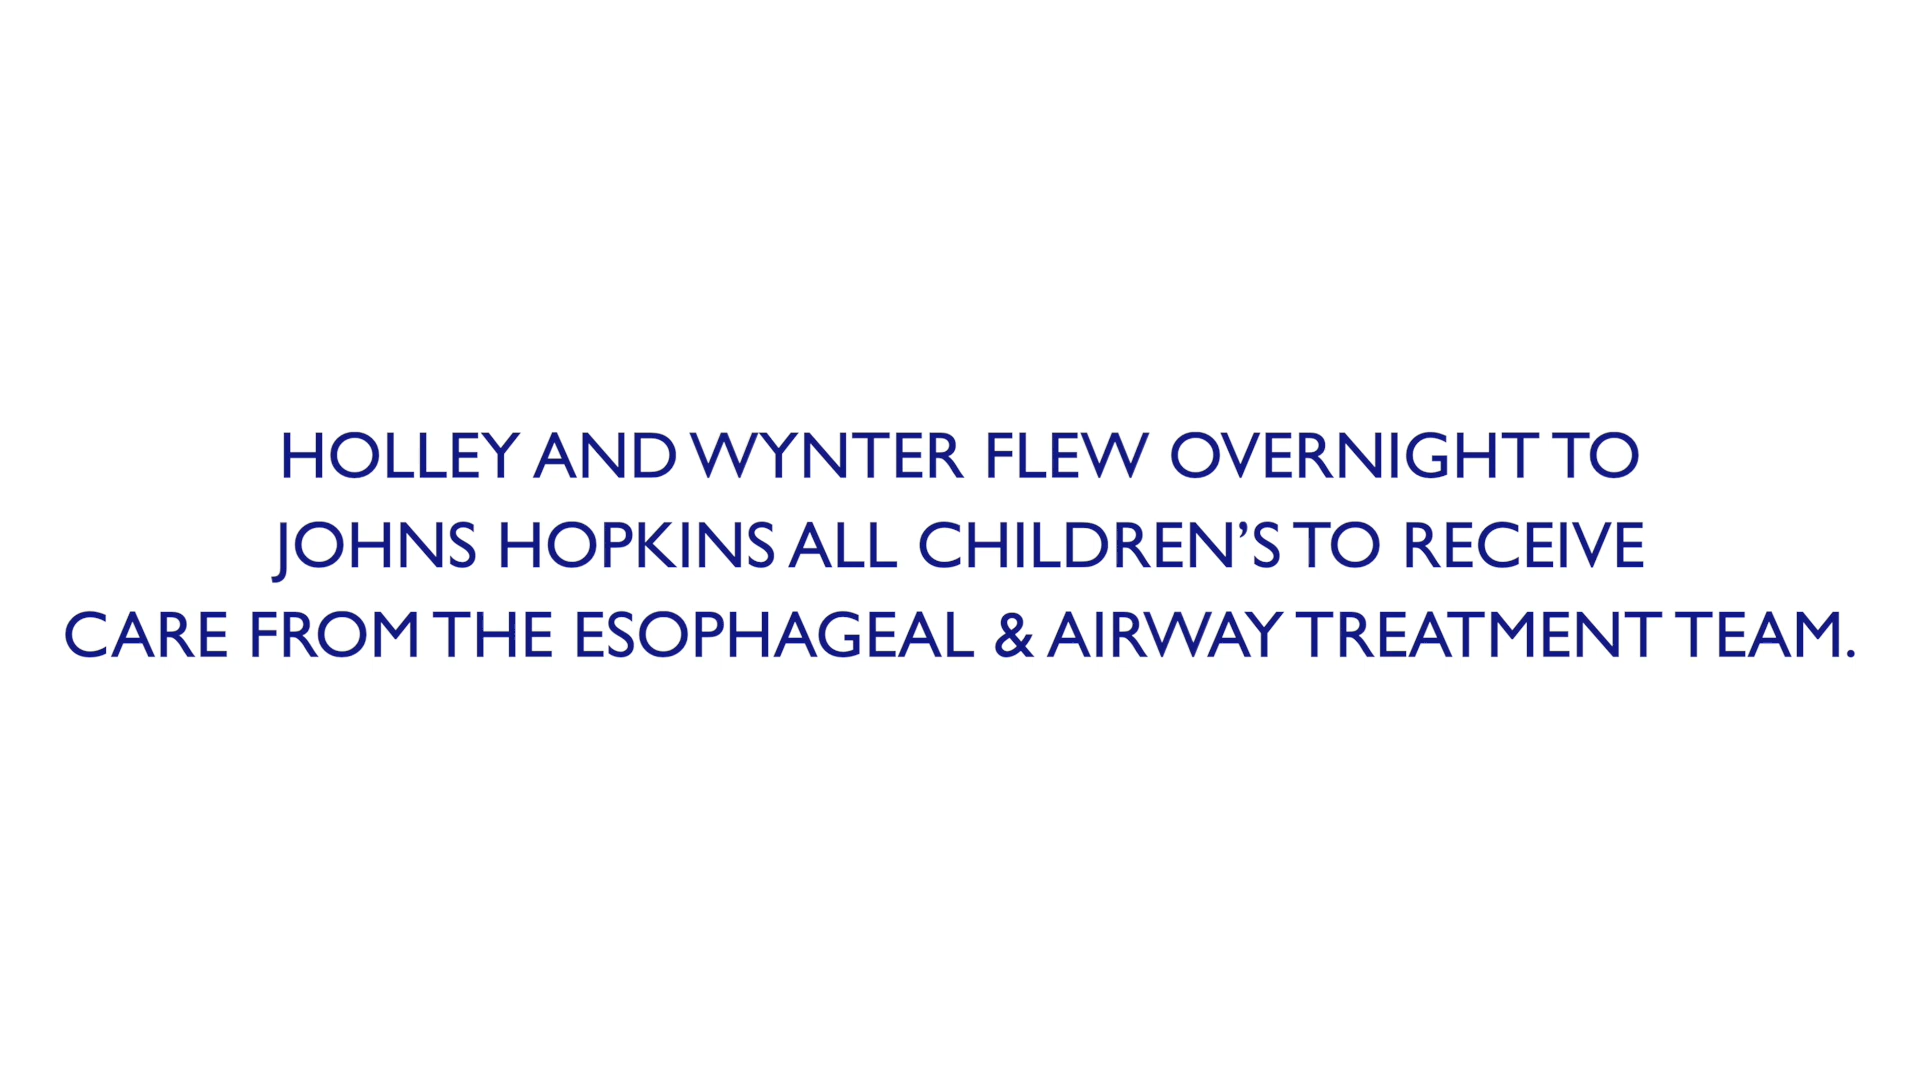 HOLLEY AND WYNTER FLEW OVERNIGHT TO
JOHNS HOPKINS ALL CHILDREN’S TO RECEIVE
CARE FROM THE ESOPHAGEAL & AIRWAY TREATMENT TEAM.